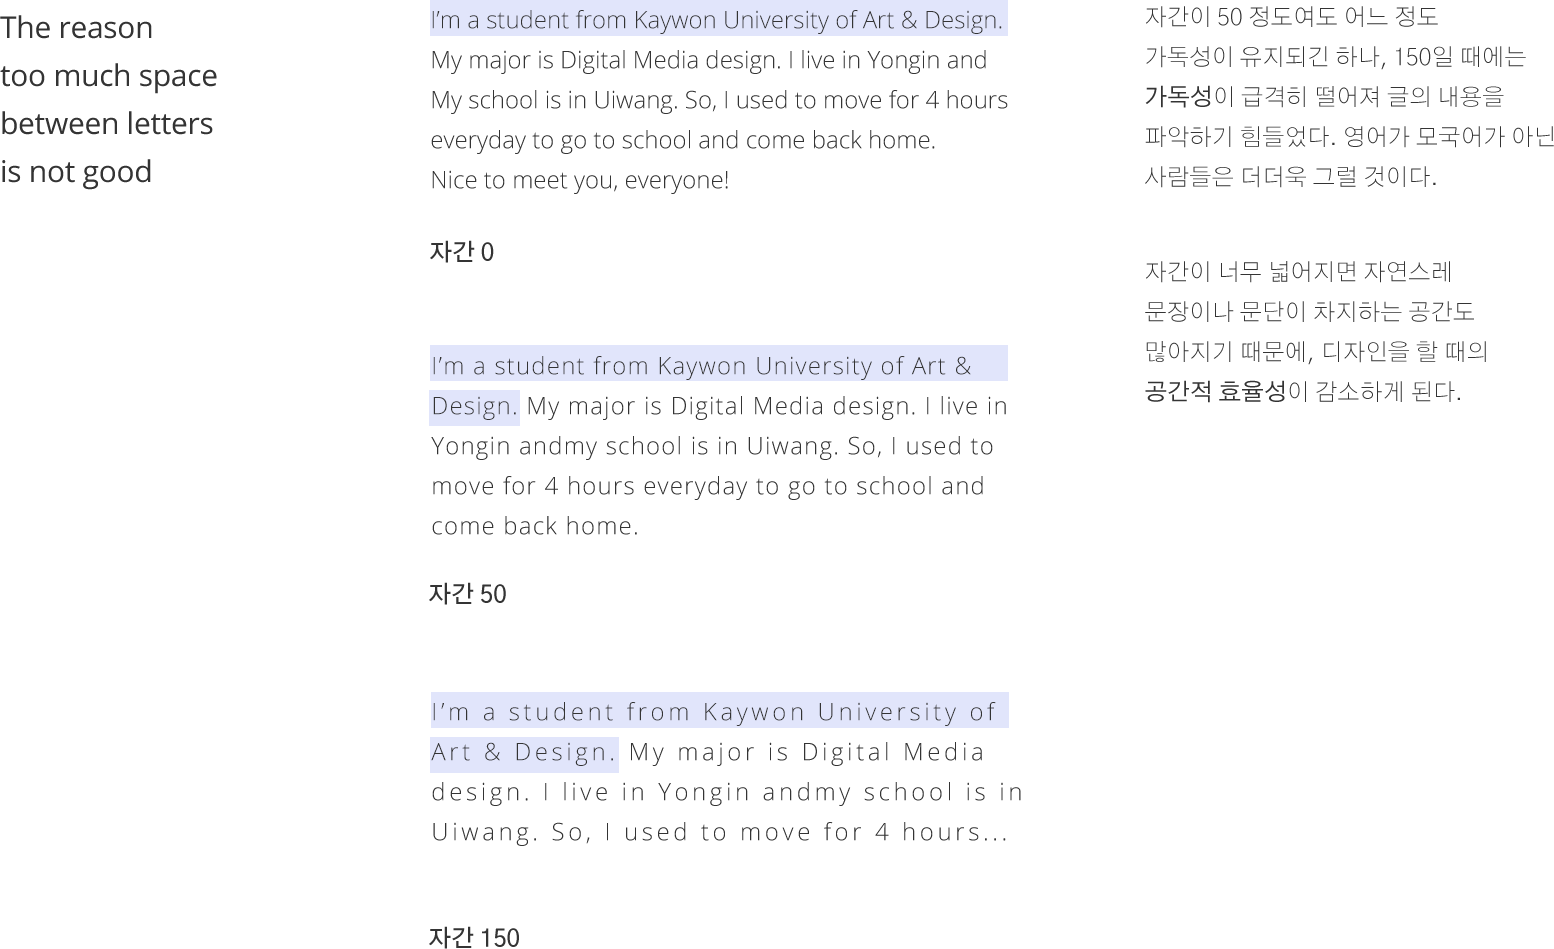 The reason
too much space
between letters
is not good
I'm a student from Kaywon University of Art & Design.
My major is Digital Media design. I live in Yongin and
My school is in Uiwang. So, I used to move for 4 hours
everyday to go to school and come back home.
Nice to meet you, everyone!
자간 0
I'm a student from Kaywon University of Art &
Design. My major is Digital Media design. I live in
Yongin andmy school is in Uiwang. So, I used to
move for 4 hours everyday to go to school and
come back home.
자간 50
I'm a student from Kaywon University of
Art & Design. My major is Digital Media
design. I live in Yongin andmy school is in
Uiwang. So, I used to move for 4 hours...
자간 150
자간이 50 정도여도 어느 정도
가독성이 유지되긴 하나, 150일 때에는
가독성이 급격히 떨어져 글의 내용을
파악하기 힘들었다. 영어가 모국어가 아닌
사람들은 더더욱 그럴 것이다.
자간이 너무 넓어지면 자연스레
문장이나 문단이 차지하는 공간도
많아지기 때문에, 디자인을 할 때의
공간적 효율성이 감소하게 된다.